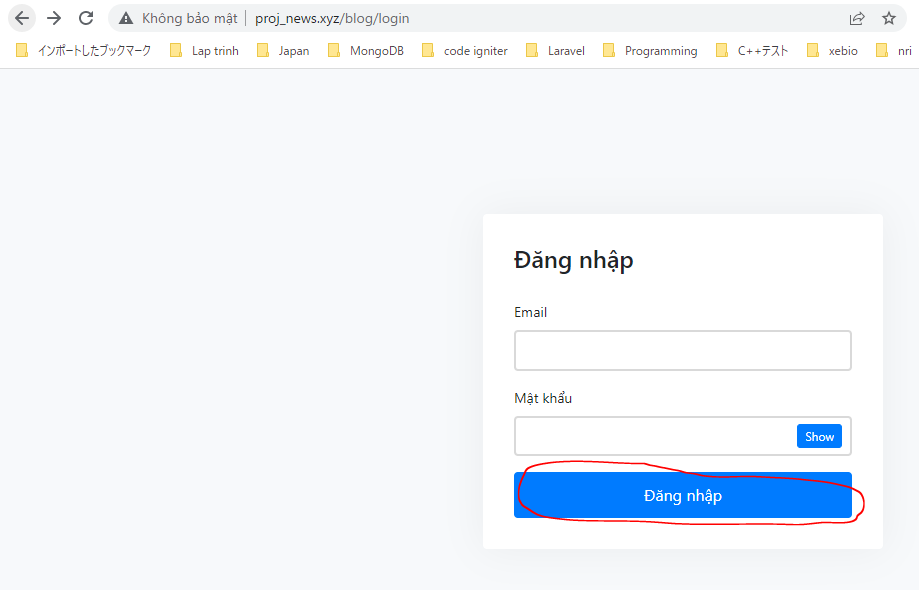 Không bảo mật | proj_news.xyz/blog/login
インポートしたブックマーク Lap trinh Japan MongoDB code igniter Laravel Programming C++テスト xebio nri
Đăng nhập
Email
Mật khẩu
Show
Đăng nhập